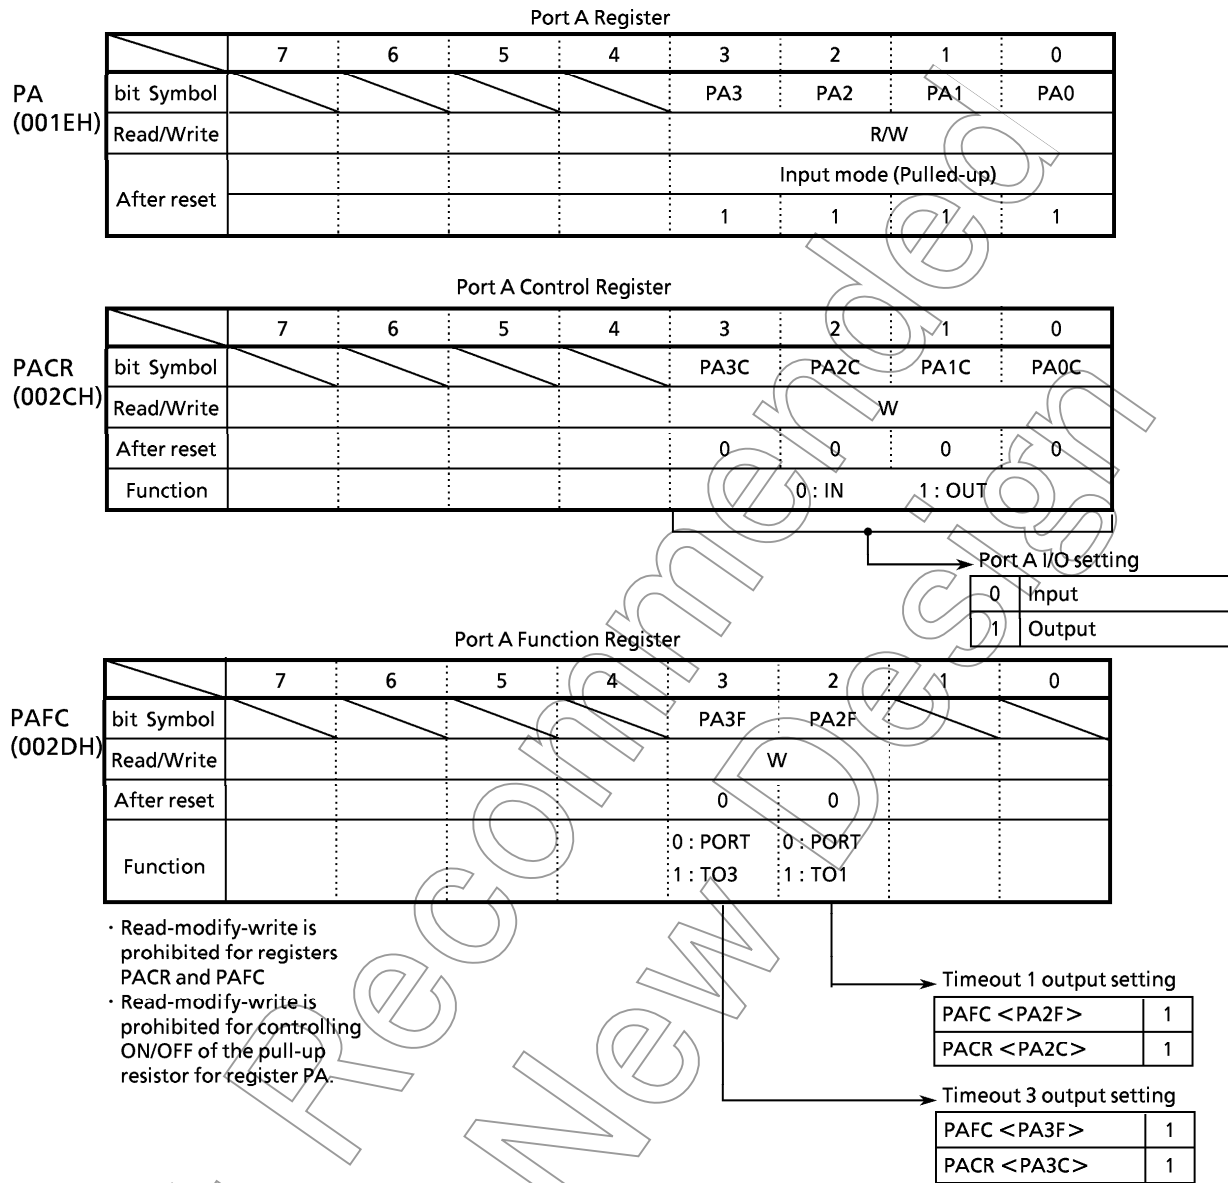 Port A Register
7 6 5 4 3 2 1 0
PA
(001EH)
bit Symbol PA3 PA2 PA1 PA0
Read/Write R/W
After reset
Input mode (Pulled-up)
1 1 1 1
Port A Control Register
7 6 5 4 3 2 1 0
PACR
(002CH)
bit Symbol PA3C PA2C PA1C PA0C
Read/Write W
After reset 0 0 0 0
Function 0 : IN 1 : OUT
Port A I/O setting
0 Input
1 Output
Port A Function Register
7 6 5 4 3 2 1 0
PAFC
(002DH)
bit Symbol PA3F PA2F
Read/Write W
After reset 0 0
Function
0 : PORT 0 : PORT
1 : TO3 1 : TO1
· Read-modify-write is
prohibited for registers
PACR and PAFC
· Read-modify-write is
prohibited for controlling
ON/OFF of the pull-up
resistor for register PA.
Timeout 1 output setting
PAFC <PA2F> 1
PACR <PA2C> 1
Timeout 3 output setting
PAFC <PA3F> 1
PACR <PA3C> 1
Recommended
New Design